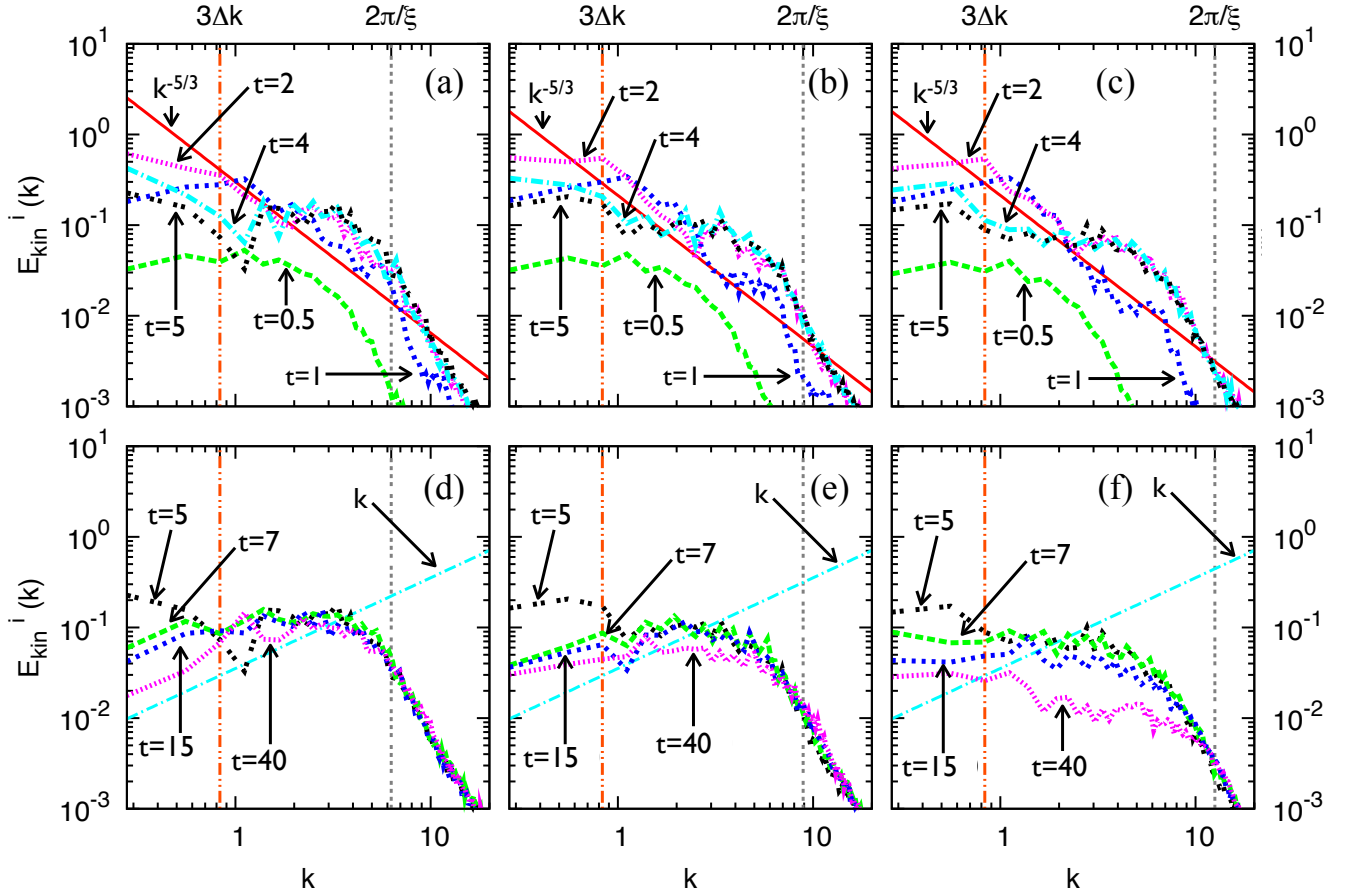 3Δk 2π/ξ 3Δk 2π/ξ 3Δk 2π/ξ
10^1 (a) (b) (c) 10^1
k^-5/3 t=2 k^-5/3 t=2 k^-5/3 t=2
10^0 10^0
t=4 t=4 t=4
10^-1 10^-1
E_kin^i (k)
10^-2 10^-2
t=5 t=0.5 t=5 t=0.5 t=5 t=0.5
t=1 t=1 t=1
10^-3 10^-3
10^1 (d) (e) (f) 10^1
k k k
t=5 t=5 t=5
10^0 10^0
t=7 t=7 t=7
10^-1 10^-1
E_kin^i (k)
10^-2 10^-2
t=15 t=40 t=15 t=40 t=15 t=40
10^-3 10^-3
1 10 1 10 1 10
k k k